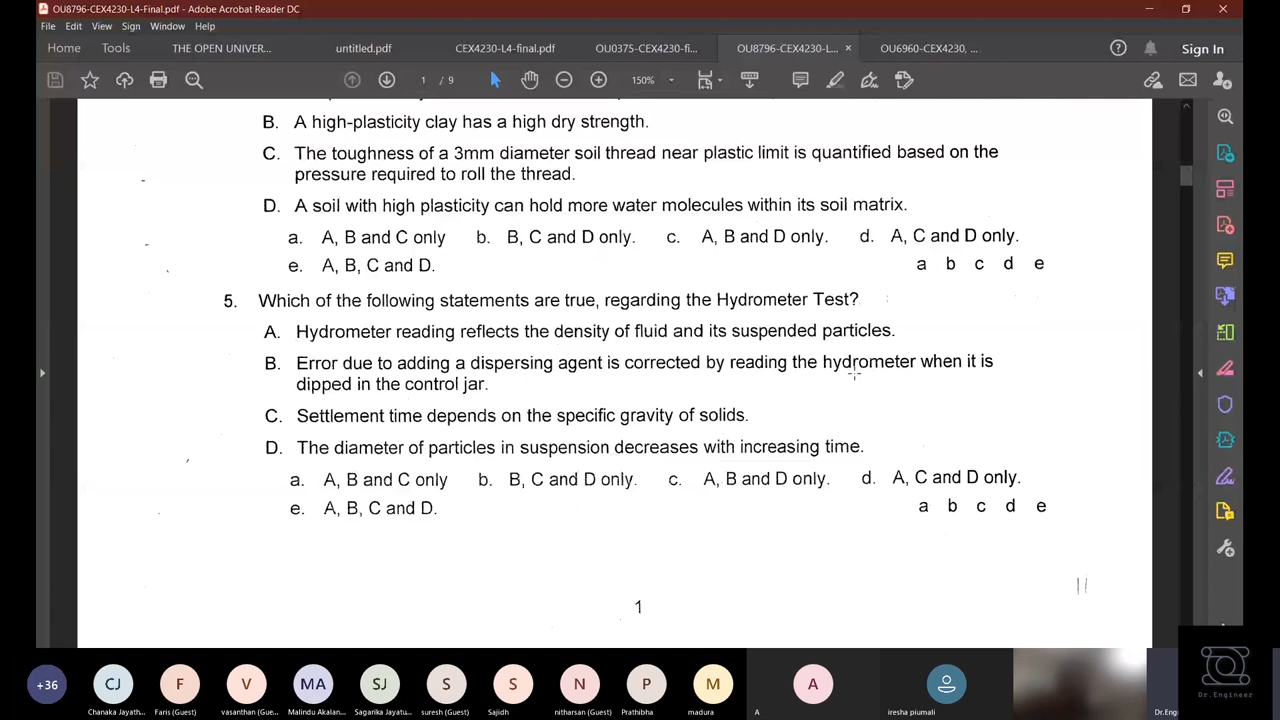 OU8796-CEX4230-L4-Final.pdf - Adobe Acrobat Reader DC
File Edit View Sign Window Help
Home Tools THE OPEN UNIVER... untitled.pdf CEX4230-L4-final.pdf OU0375-CEX4230-fi... OU8796-CEX4230-L... × OU6960-CEX4230, ... Sign In
1 / 9 150%
B. A high-plasticity clay has a high dry strength.
C. The toughness of a 3mm diameter soil thread near plastic limit is quantified based on the
pressure required to roll the thread.
D. A soil with high plasticity can hold more water molecules within its soil matrix.
a. A, B and C only b. B, C and D only. c. A, B and D only. d. A, C and D only.
e. A, B, C and D. a b c d e
5. Which of the following statements are true, regarding the Hydrometer Test?
A. Hydrometer reading reflects the density of fluid and its suspended particles.
B. Error due to adding a dispersing agent is corrected by reading the hydrometer when it is
dipped in the control jar.
C. Settlement time depends on the specific gravity of solids.
D. The diameter of particles in suspension decreases with increasing time.
a. A, B and C only b. B, C and D only. c. A, B and D only. d. A, C and D only.
e. A, B, C and D. a b c d e
1
+36 CJ F V MA SJ S S N P M A
Chanaka Jayath... Faris (Guest) vasanthan (Gue... Malindu Akalan... Sagarika Jayatu... suresh (Guest) Sajidh nitharsan (Guest) Prathibha madura A iresha piumali Dr.Eng
Dr.Engineer